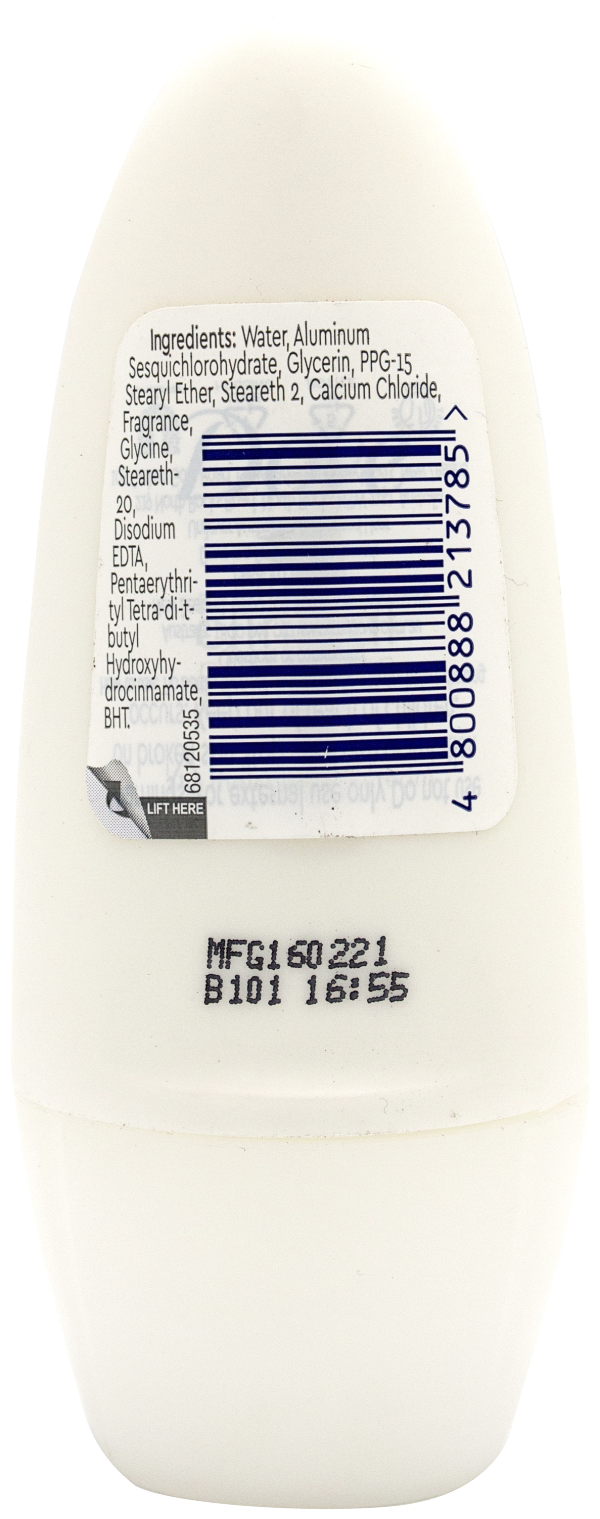 Ingredients: Water, Aluminum
Sesquichlorohydrate, Glycerin, PPG-15
Stearyl Ether, Steareth 2, Calcium Chloride,
Fragrance,
Glycine,
Steareth-
20,
Disodium
EDTA,
Pentaerythri-
tyl Tetra-di-t-
butyl
Hydroxyhy-
drocinnamate,
BHT.
68120535
4 800888 213785 >
LIFT HERE
MFG160221
B101 16:55